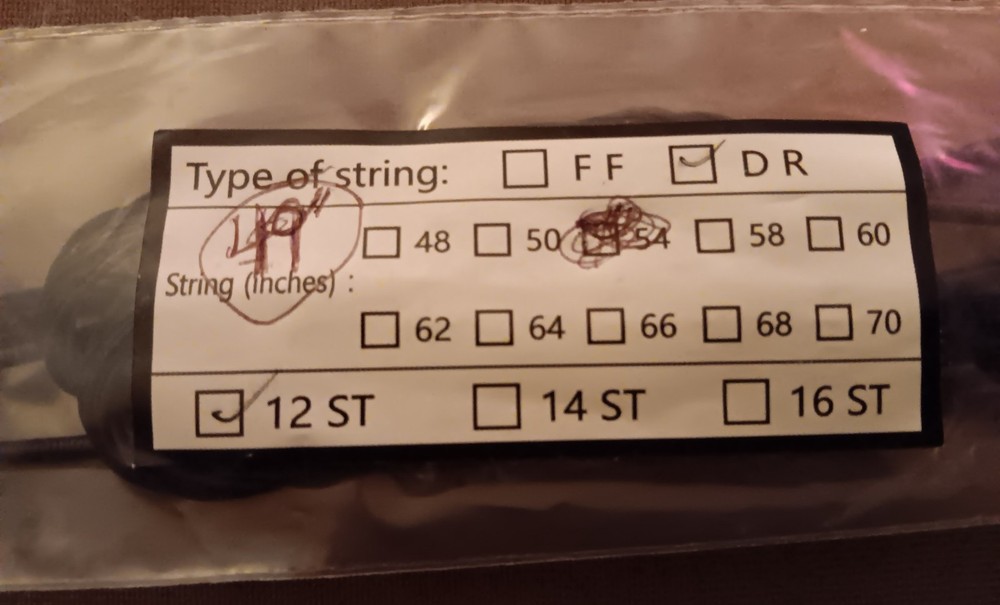 Type of string: FF DR
49"
48 50 54 58 60
String (inches) :
62 64 66 68 70
12 ST 14 ST 16 ST